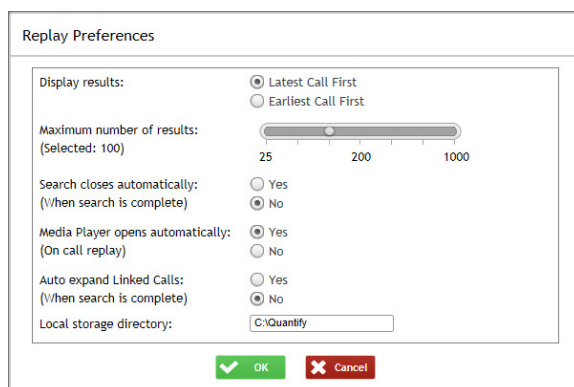 Replay Preferences
Display results:
Latest Call First
Earliest Call First
Maximum number of results:
(Selected: 100)
25 200 1000
Search closes automatically:
(When search is complete)
Yes
No
Media Player opens automatically:
(On call replay)
Yes
No
Auto expand Linked Calls:
(When search is complete)
Yes
No
Local storage directory:
C:\Quantify
OK
Cancel